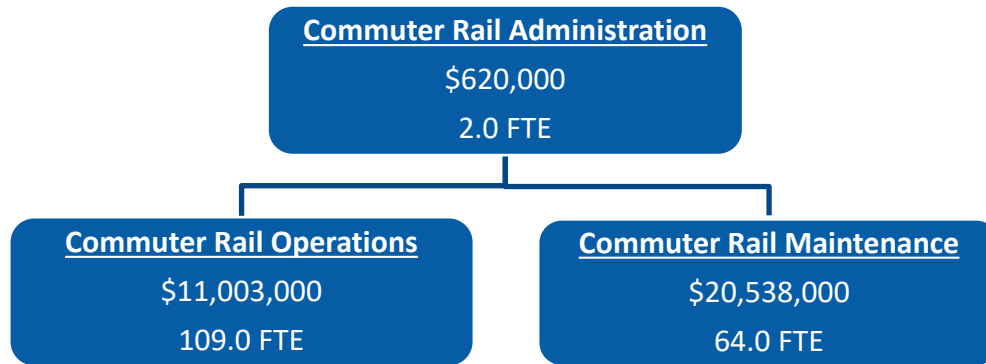 Commuter Rail Administration
$620,000
2.0 FTE
Commuter Rail Operations
$11,003,000
109.0 FTE
Commuter Rail Maintenance
$20,538,000
64.0 FTE